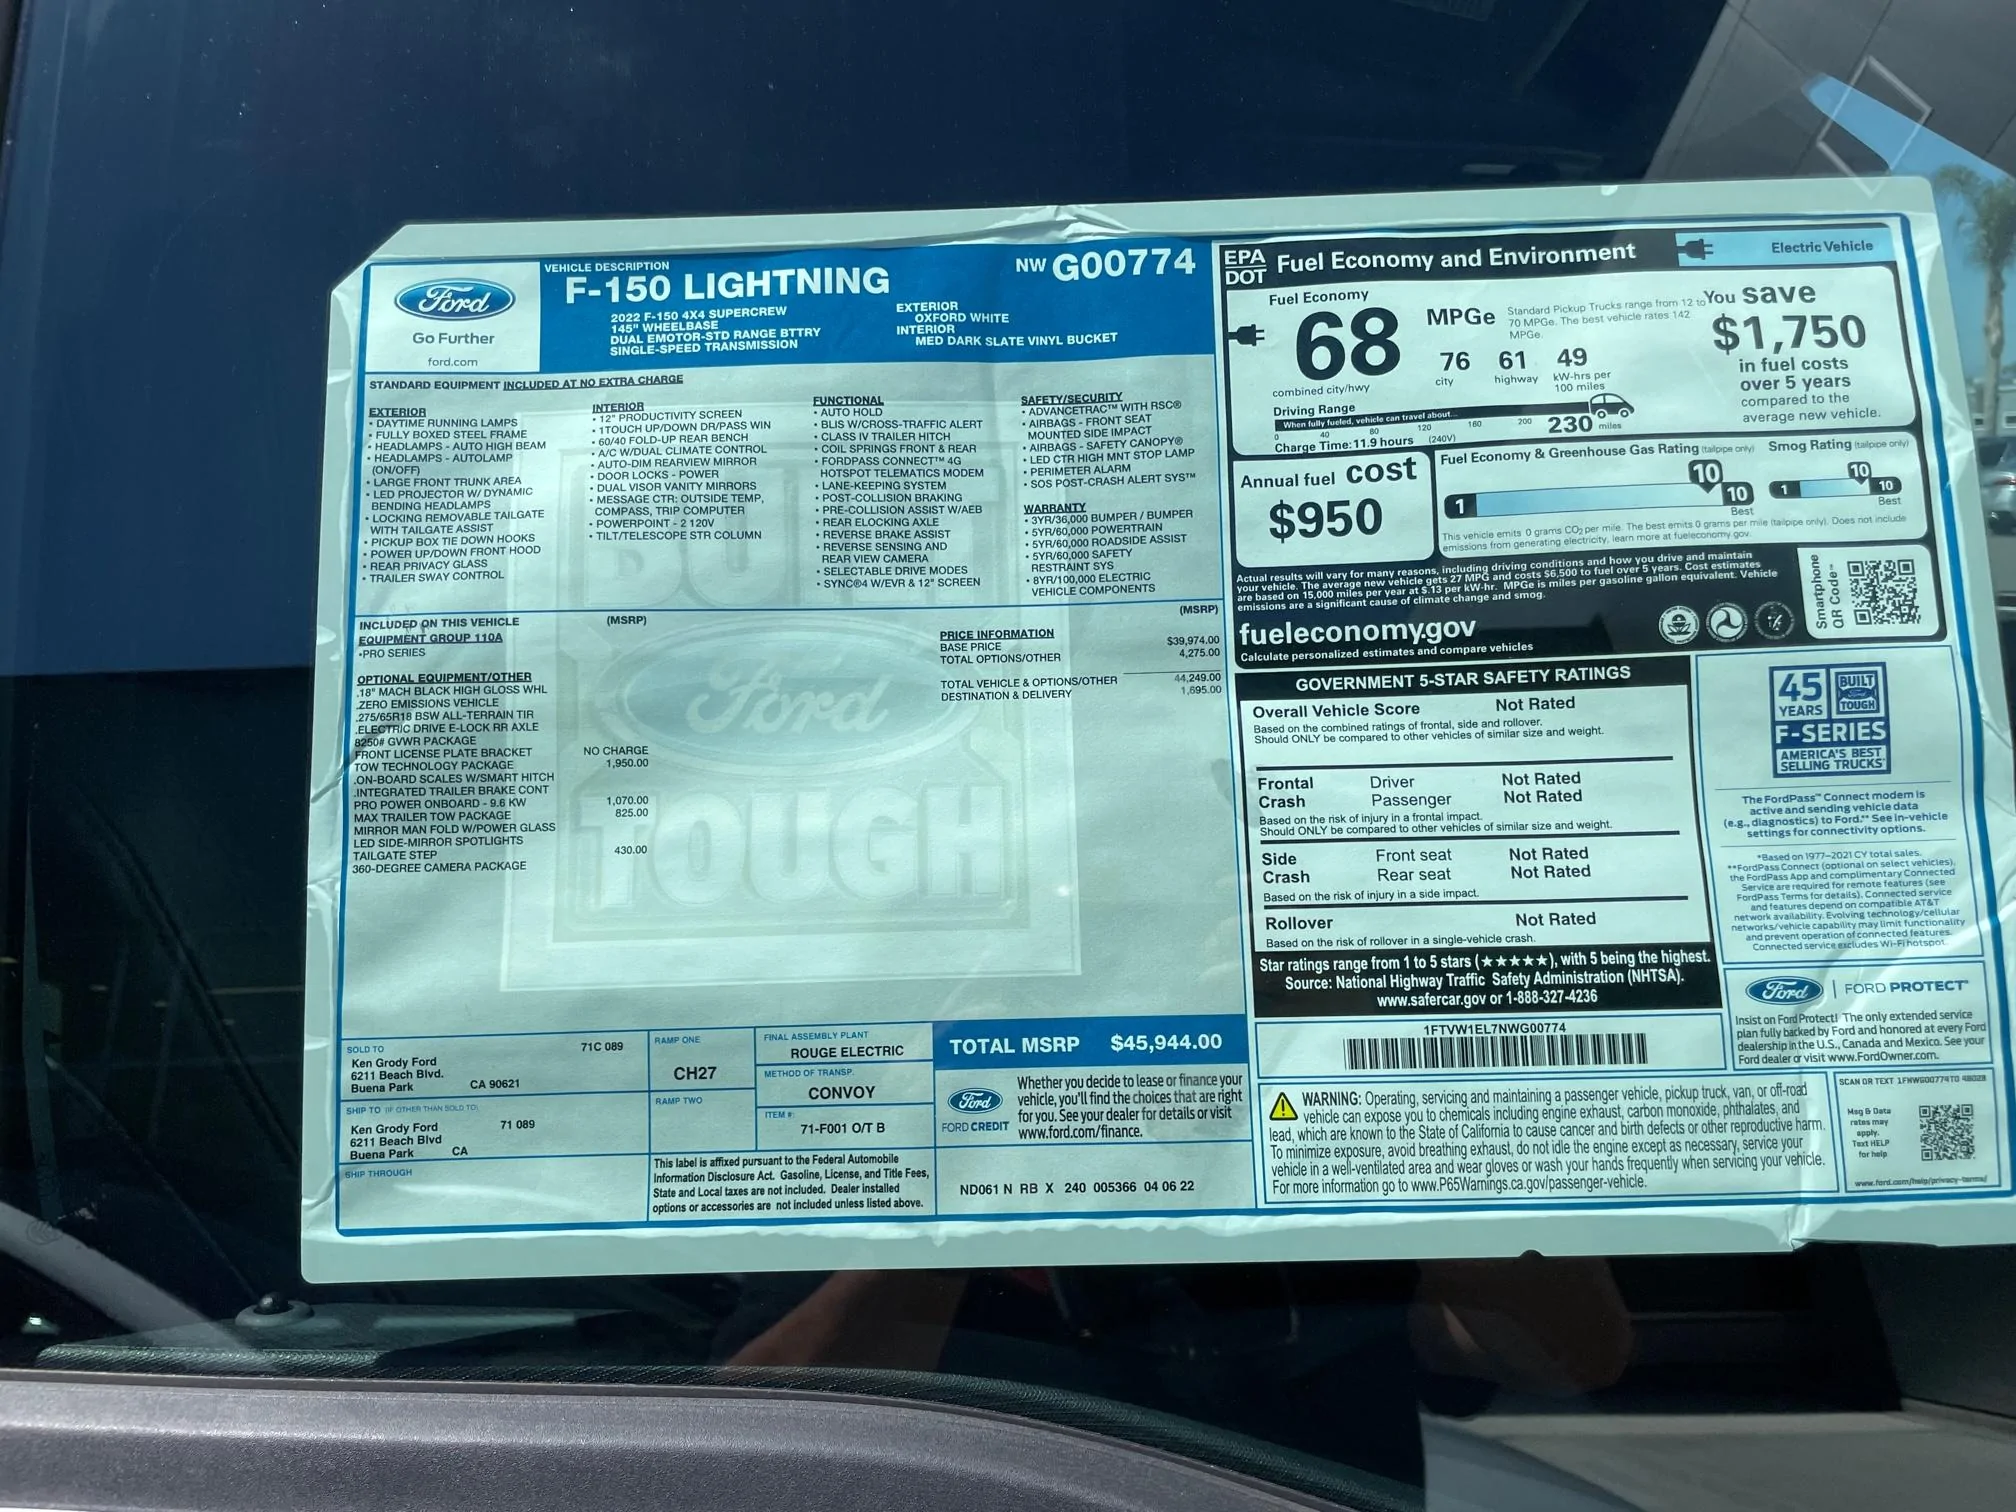 Ford
Go Further
ford.com
VEHICLE DESCRIPTION
F-150 LIGHTNING
2022 F-150 4X4 SUPERCREW
145" WHEELBASE
DUAL EMOTOR-STD RANGE BTTRY
SINGLE-SPEED TRANSMISSION
NW G00774
EXTERIOR
OXFORD WHITE
INTERIOR
MED DARK SLATE VINYL BUCKET
STANDARD EQUIPMENT INCLUDED AT NO EXTRA CHARGE
EXTERIOR
• DAYTIME RUNNING LAMPS
• FULLY BOXED STEEL FRAME
• HEADLAMPS - AUTO HIGH BEAM
• HEADLAMPS - AUTOLAMP
(ON/OFF)
• LARGE FRONT TRUNK AREA
• LED PROJECTOR W/ DYNAMIC
BENDING HEADLAMPS
• LOCKING REMOVABLE TAILGATE
WITH TAILGATE ASSIST
• PICKUP BOX TIE DOWN HOOKS
• POWER UP/DOWN FRONT HOOD
• REAR PRIVACY GLASS
• TRAILER SWAY CONTROL
INTERIOR
• 12" PRODUCTIVITY SCREEN
• 1TOUCH UP/DOWN DR/PASS WIN
• 60/40 FOLD-UP REAR BENCH
• A/C W/DUAL CLIMATE CONTROL
• AUTO-DIM REARVIEW MIRROR
• DOOR LOCKS - POWER
• DUAL VISOR VANITY MIRRORS
• MESSAGE CTR: OUTSIDE TEMP,
COMPASS, TRIP COMPUTER
• POWERPOINT - 2 120V
• TILT/TELESCOPE STR COLUMN
FUNCTIONAL
• AUTO HOLD
• BLIS W/CROSS-TRAFFIC ALERT
• CLASS IV TRAILER HITCH
• COIL SPRINGS FRONT & REAR
• FORDPASS CONNECT™ 4G
HOTSPOT TELEMATICS MODEM
• LANE-KEEPING SYSTEM
• POST-COLLISION BRAKING
• PRE-COLLISION ASSIST W/AEB
• REAR ELOCKING AXLE
• REVERSE BRAKE ASSIST
• REVERSE SENSING AND
REAR VIEW CAMERA
• SELECTABLE DRIVE MODES
• SYNC®4 W/EVR & 12" SCREEN
SAFETY/SECURITY
• ADVANCETRAC™ WITH RSC®
• AIRBAGS - FRONT SEAT
MOUNTED SIDE IMPACT
• AIRBAGS - SAFETY CANOPY®
• LED CTR HIGH MNT STOP LAMP
• PERIMETER ALARM
• SOS POST-CRASH ALERT SYS™
WARRANTY
• 3YR/36,000 BUMPER / BUMPER
• 5YR/60,000 POWERTRAIN
• 5YR/60,000 ROADSIDE ASSIST
• 5YR/60,000 SAFETY
RESTRAINT SYS
• 8YR/100,000 ELECTRIC
VEHICLE COMPONENTS
INCLUDED ON THIS VEHICLE (MSRP)
EQUIPMENT GROUP 110A
•PRO SERIES
OPTIONAL EQUIPMENT/OTHER
.18" MACH BLACK HIGH GLOSS WHL
.ZERO EMISSIONS VEHICLE
.275/65R18 BSW ALL-TERRAIN TIR
.ELECTRIC DRIVE E-LOCK RR AXLE
8250# GVWR PACKAGE
FRONT LICENSE PLATE BRACKET NO CHARGE
TOW TECHNOLOGY PACKAGE 1,950.00
.ON-BOARD SCALES W/SMART HITCH
.INTEGRATED TRAILER BRAKE CONT
PRO POWER ONBOARD - 9.6 KW 1,070.00
MAX TRAILER TOW PACKAGE 825.00
MIRROR MAN FOLD W/POWER GLASS
LED SIDE-MIRROR SPOTLIGHTS
TAILGATE STEP 430.00
360-DEGREE CAMERA PACKAGE
PRICE INFORMATION (MSRP)
BASE PRICE $39,974.00
TOTAL OPTIONS/OTHER 4,275.00
TOTAL VEHICLE & OPTIONS/OTHER 44,249.00
DESTINATION & DELIVERY 1,695.00
BUILT
Ford
TOUGH
SOLD TO 71C 089
Ken Grody Ford
6211 Beach Blvd.
Buena Park CA 90621
SHIP TO (IF OTHER THAN SOLD TO)
Ken Grody Ford 71 089
6211 Beach Blvd
Buena Park CA
SHIP THROUGH
RAMP ONE
CH27
RAMP TWO
FINAL ASSEMBLY PLANT
ROUGE ELECTRIC
METHOD OF TRANSP.
CONVOY
ITEM #:
71-F001 O/T B
This label is affixed pursuant to the Federal Automobile
Information Disclosure Act. Gasoline, License, and Title Fees,
State and Local taxes are not included. Dealer installed
options or accessories are not included unless listed above.
TOTAL MSRP $45,944.00
Ford
FORD CREDIT
Whether you decide to lease or finance your
vehicle, you'll find the choices that are right
for you. See your dealer for details or visit
www.ford.com/finance.
ND061 N RB X 240 005366 04 06 22
EPA
DOT
Fuel Economy and Environment
Electric Vehicle
Fuel Economy
68
MPGe
combined city/hwy
76
city
61
highway
49
kW-hrs per
100 miles
Standard Pickup Trucks range from 12 to
70 MPGe. The best vehicle rates 142
MPGe.
Driving Range
When fully fueled, vehicle can travel about...
0 40 80 120 160 200 230 miles
Charge Time: 11.9 hours (240V)
You save
$1,750
in fuel costs
over 5 years
compared to the
average new vehicle.
Annual fuel cost
$950
Fuel Economy & Greenhouse Gas Rating (tailpipe only)
1 10 10
Best
Smog Rating (tailpipe only)
1 10 10
Best
This vehicle emits 0 grams CO2 per mile. The best emits 0 grams per mile (tailpipe only). Does not include
emissions from generating electricity, learn more at fueleconomy.gov.
Actual results will vary for many reasons, including driving conditions and how you drive and maintain
your vehicle. The average new vehicle gets 27 MPG and costs $6,500 to fuel over 5 years. Cost estimates
are based on 15,000 miles per year at $.13 per kW-hr. MPGe is miles per gasoline gallon equivalent. Vehicle
emissions are a significant cause of climate change and smog.
fueleconomy.gov
Calculate personalized estimates and compare vehicles
Smartphone
QR Code™
GOVERNMENT 5-STAR SAFETY RATINGS
Overall Vehicle Score Not Rated
Based on the combined ratings of frontal, side and rollover.
Should ONLY be compared to other vehicles of similar size and weight.
Frontal Driver Not Rated
Crash Passenger Not Rated
Based on the risk of injury in a frontal impact.
Should ONLY be compared to other vehicles of similar size and weight.
Side Front seat Not Rated
Crash Rear seat Not Rated
Based on the risk of injury in a side impact.
Rollover Not Rated
Based on the risk of rollover in a single-vehicle crash.
Star ratings range from 1 to 5 stars (★★★★★), with 5 being the highest.
Source: National Highway Traffic Safety Administration (NHTSA).
www.safercar.gov or 1-888-327-4236
1FTVW1EL7NWG00774
45
YEARS
BUILT
Ford
TOUGH
F-SERIES
AMERICA'S BEST
SELLING TRUCKS*
The FordPass™ Connect modem is
active and sending vehicle data
(e.g., diagnostics) to Ford.** See in-vehicle
settings for connectivity options.
*Based on 1977–2021 CY total sales.
**FordPass Connect (optional on select vehicles),
the FordPass App and complimentary Connected
Service are required for remote features (see
FordPass Terms for details). Connected service
and features depend on compatible AT&T
network availability. Evolving technology/cellular
networks/vehicle capability may limit functionality
and prevent operation of connected features.
Connected service excludes Wi-Fi hotspot.
Ford | FORD PROTECT
Insist on Ford Protect! The only extended service
plan fully backed by Ford and honored at every Ford
dealership in the U.S., Canada and Mexico. See your
Ford dealer or visit www.FordOwner.com.
WARNING: Operating, servicing and maintaining a passenger vehicle, pickup truck, van, or off-road
vehicle can expose you to chemicals including engine exhaust, carbon monoxide, phthalates, and
lead, which are known to the State of California to cause cancer and birth defects or other reproductive harm.
To minimize exposure, avoid breathing exhaust, do not idle the engine except as necessary, service your
vehicle in a well-ventilated area and wear gloves or wash your hands frequently when servicing your vehicle.
For more information go to www.P65Warnings.ca.gov/passenger-vehicle.
SCAN OR TEXT 1FNWG00774TO 48028
Msg & Data
rates may
apply.
Text HELP
for help
www.ford.com/help/privacy-terms/